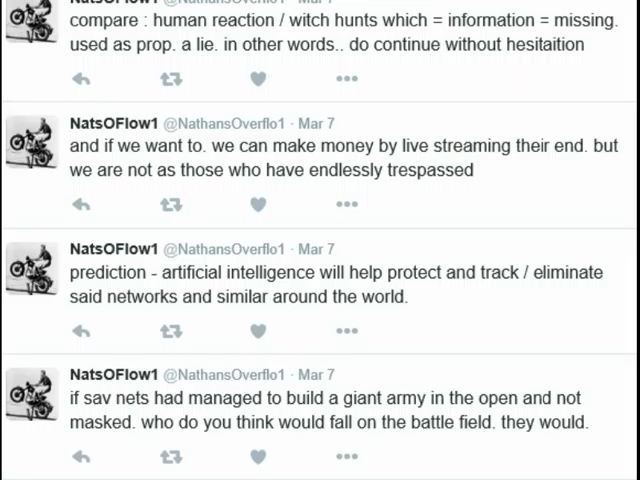 NatsOFlow1 @NathansOverflo1 · Mar 7
compare : human reaction / witch hunts which = information = missing.
used as prop. a lie. in other words.. do continue without hesitaition
NatsOFlow1 @NathansOverflo1 · Mar 7
and if we want to. we can make money by live streaming their end. but
we are not as those who have endlessly trespassed
NatsOFlow1 @NathansOverflo1 · Mar 7
prediction - artificial intelligence will help protect and track / eliminate
said networks and similar around the world.
NatsOFlow1 @NathansOverflo1 · Mar 7
if sav nets had managed to build a giant army in the open and not
masked. who do you think would fall on the battle field. they would.